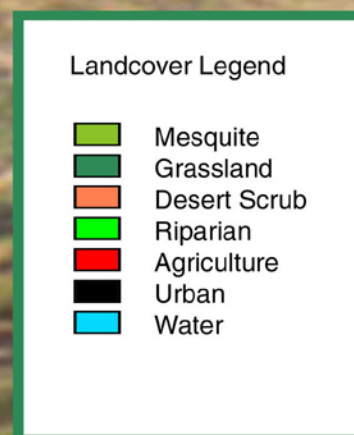 Landcover Legend
Mesquite
Grassland
Desert Scrub
Riparian
Agriculture
Urban
Water